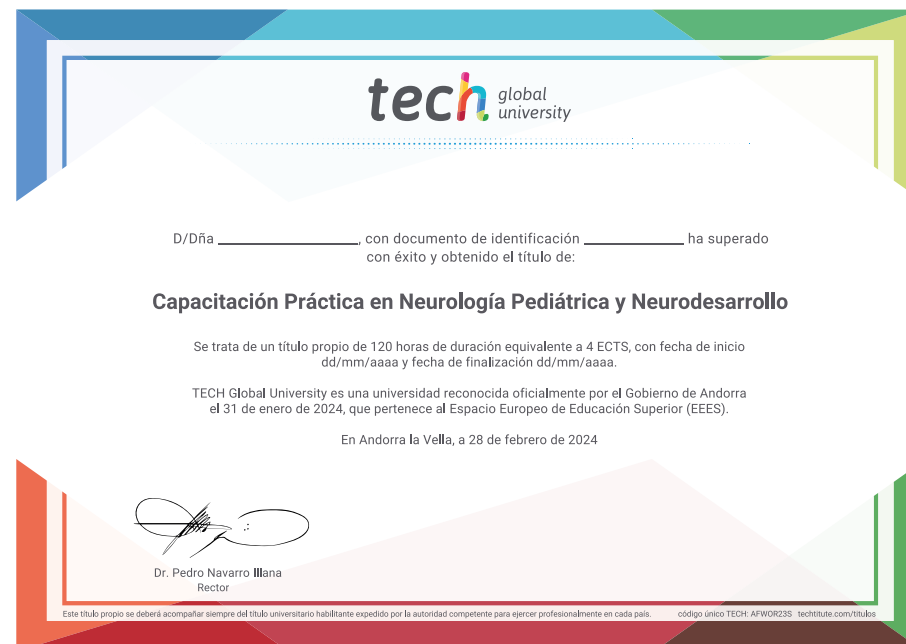 tech global university
D/Dña ____________________, con documento de identificación ______________ ha superado
con éxito y obtenido el título de:
Capacitación Práctica en Neurología Pediátrica y Neurodesarrollo
Se trata de un título propio de 120 horas de duración equivalente a 4 ECTS, con fecha de inicio
dd/mm/aaaa y fecha de finalización dd/mm/aaaa.
TECH Global University es una universidad reconocida oficialmente por el Gobierno de Andorra
el 31 de enero de 2024, que pertenece al Espacio Europeo de Educación Superior (EEES).
En Andorra la Vella, a 28 de febrero de 2024
Dr. Pedro Navarro Illana
Rector
Este título propio se deberá acompañar siempre del título universitario habilitante expedido por la autoridad competente para ejercer profesionalmente en cada país. código único TECH: AFWOR23S techtitute.com/titulos